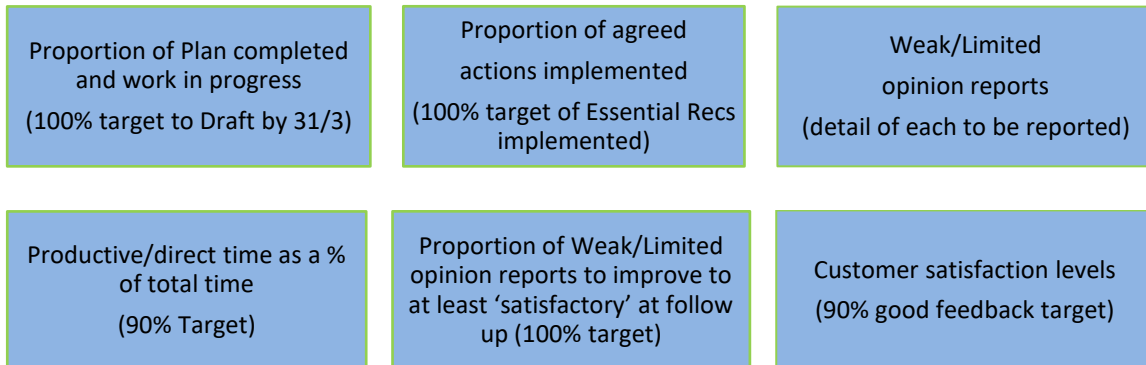 Proportion of Plan completed
and work in progress
(100% target to Draft by 31/3)
Proportion of agreed
actions implemented
(100% target of Essential Recs
implemented)
Weak/Limited
opinion reports
(detail of each to be reported)
Productive/direct time as a %
of total time
(90% Target)
Proportion of Weak/Limited
opinion reports to improve to
at least ‘satisfactory’ at follow
up (100% target)
Customer satisfaction levels
(90% good feedback target)